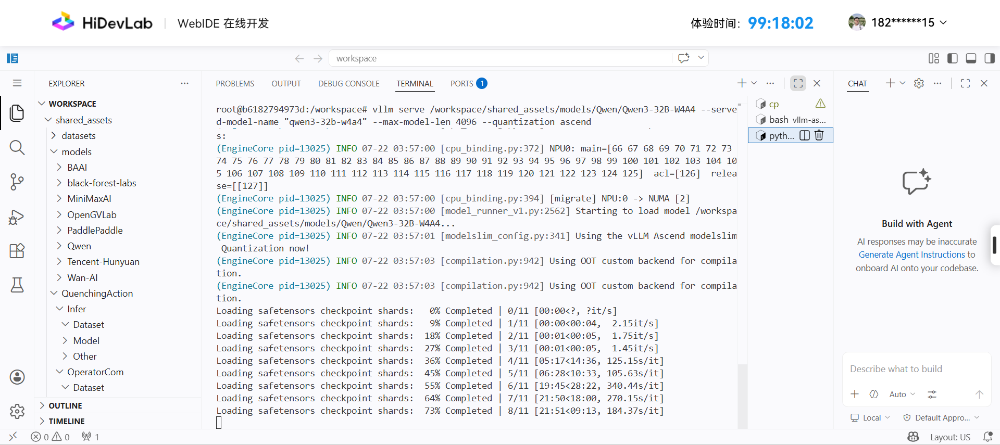 HiDevLab | WebIDE 在线开发
体验时间: 99:18:02
182******15
workspace
EXPLORER
WORKSPACE
shared_assets
datasets
models
BAAI
black-forest-labs
MiniMaxAI
OpenGVLab
PaddlePaddle
Qwen
Tencent-Hunyuan
Wan-AI
QuenchingAction
Infer
Dataset
Model
Other
OperatorCom
Dataset
OUTLINE
TIMELINE
PROBLEMS OUTPUT DEBUG CONSOLE TERMINAL PORTS 1
root@b6182794973d:/workspace# vllm serve /workspace/shared_assets/models/Qwen/Qwen3-32B-W4A4 --serve
d-model-name "qwen3-32b-w4a4" --max-model-len 4096 --quantization ascend
s:
(EngineCore pid=13025) INFO 07-22 03:57:00 [cpu_binding.py:372] NPU0: main=[66 67 68 69 70 71 72 73
74 75 76 77 78 79 80 81 82 83 84 85 86 87 88 89 90 91 92 93 94 95 96 97 98 99 100 101 102 103 104 10
5 106 107 108 109 110 111 112 113 114 115 116 117 118 119 120 121 122 123 124 125]  acl=[126]  relea
se=[[127]]
(EngineCore pid=13025) INFO 07-22 03:57:00 [cpu_binding.py:394] [migrate] NPU:0 -> NUMA [2]
(EngineCore pid=13025) INFO 07-22 03:57:00 [model_runner_v1.py:2562] Starting to load model /workspa
ce/shared_assets/models/Qwen/Qwen3-32B-W4A4...
(EngineCore pid=13025) INFO 07-22 03:57:01 [modelslim_config.py:341] Using the vLLM Ascend modelslim
 Quantization now!
(EngineCore pid=13025) INFO 07-22 03:57:03 [compilation.py:942] Using OOT custom backend for compila
tion.
(EngineCore pid=13025) INFO 07-22 03:57:03 [compilation.py:942] Using OOT custom backend for compila
tion.
Loading safetensors checkpoint shards:   0% Completed | 0/11 [00:00<?, ?it/s]
Loading safetensors checkpoint shards:   9% Completed | 1/11 [00:00<00:04,  2.15it/s]
Loading safetensors checkpoint shards:  18% Completed | 2/11 [00:01<00:05,  1.75it/s]
Loading safetensors checkpoint shards:  27% Completed | 3/11 [00:01<00:05,  1.45it/s]
Loading safetensors checkpoint shards:  36% Completed | 4/11 [05:17<14:36, 125.15s/it]
Loading safetensors checkpoint shards:  45% Completed | 5/11 [06:28<10:33, 105.63s/it]
Loading safetensors checkpoint shards:  55% Completed | 6/11 [19:45<28:22, 340.44s/it]
Loading safetensors checkpoint shards:  64% Completed | 7/11 [21:50<18:00, 270.15s/it]
Loading safetensors checkpoint shards:  73% Completed | 8/11 [21:51<09:13, 184.37s/it]
cp
bash vllm-as...
pyth...
CHAT
Build with Agent
AI responses may be inaccurate
Generate Agent Instructions to
onboard AI onto your codebase.
Describe what to build
Auto
Local
Default Appro...
0 0 1
Layout: US